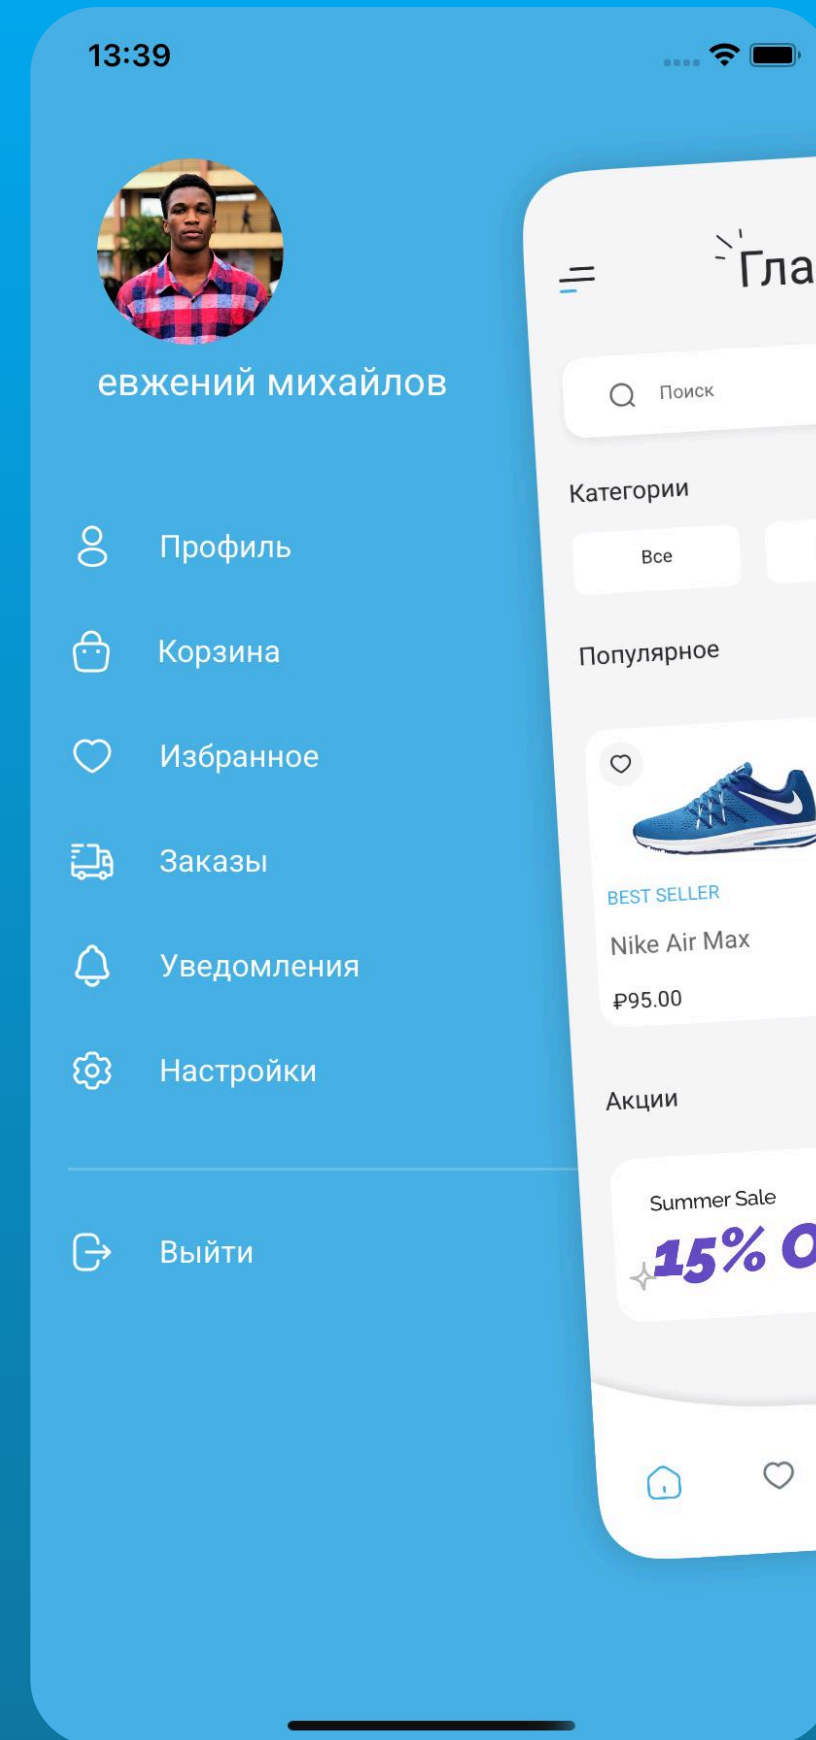 13:39
евжений михайлов
Профиль
Корзина
Избранное
Заказы
Уведомления
Настройки
Выйти
Гла
Поиск
Категории
Все
Популярное
BEST SELLER
Nike Air Max
₽95.00
Акции
Summer Sale
15% O